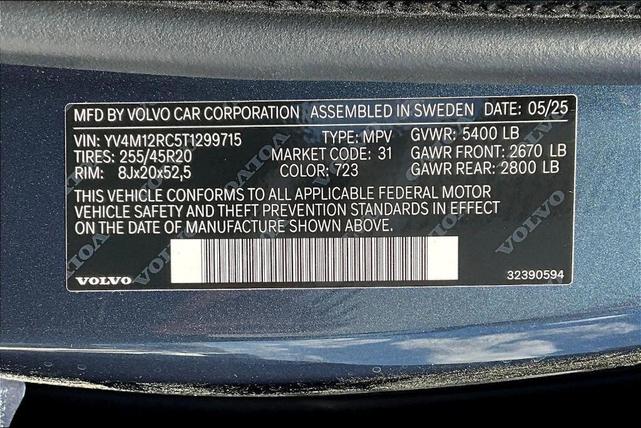 MFD BY VOLVO CAR CORPORATION ASSEMBLED IN SWEDEN DATE: 05/25
VIN: YV4M12RC5T1299715 TYPE: MPV GVWR: 5400 LB
TIRES: 255/45R20 MARKET CODE: 31 GAWR FRONT: 2670 LB
RIM: 8Jx20x52,5 COLOR: 723 GAWR REAR: 2800 LB
THIS VEHICLE CONFORMS TO ALL APPLICABLE FEDERAL MOTOR
VEHICLE SAFETY AND THEFT PREVENTION STANDARDS IN EFFECT
ON THE DATE OF MANUFACTURE SHOWN ABOVE.
VOLVO 32390594